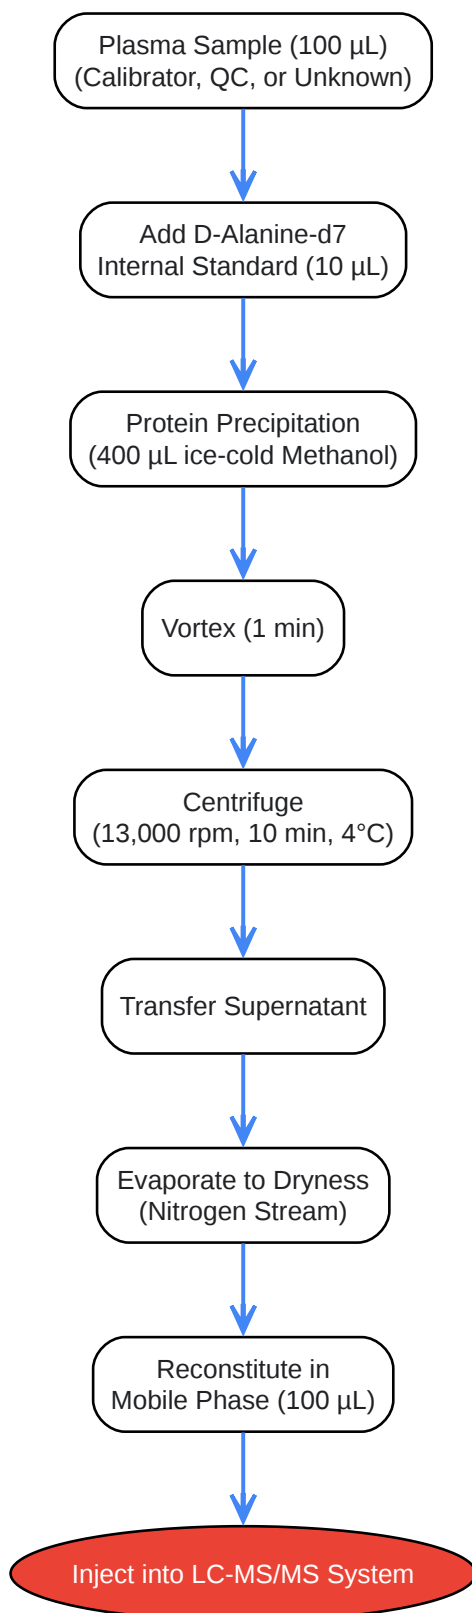 Plasma Sample (100 µL)
(Calibrator, QC, or Unknown)
Add D-Alanine-d7
Internal Standard (10 µL)
Protein Precipitation
(400 µL ice-cold Methanol)
Vortex (1 min)
Centrifuge
(13,000 rpm, 10 min, 4°C)
Transfer Supernatant
Evaporate to Dryness
(Nitrogen Stream)
Reconstitute in
Mobile Phase (100 µL)
Inject into LC-MS/MS System